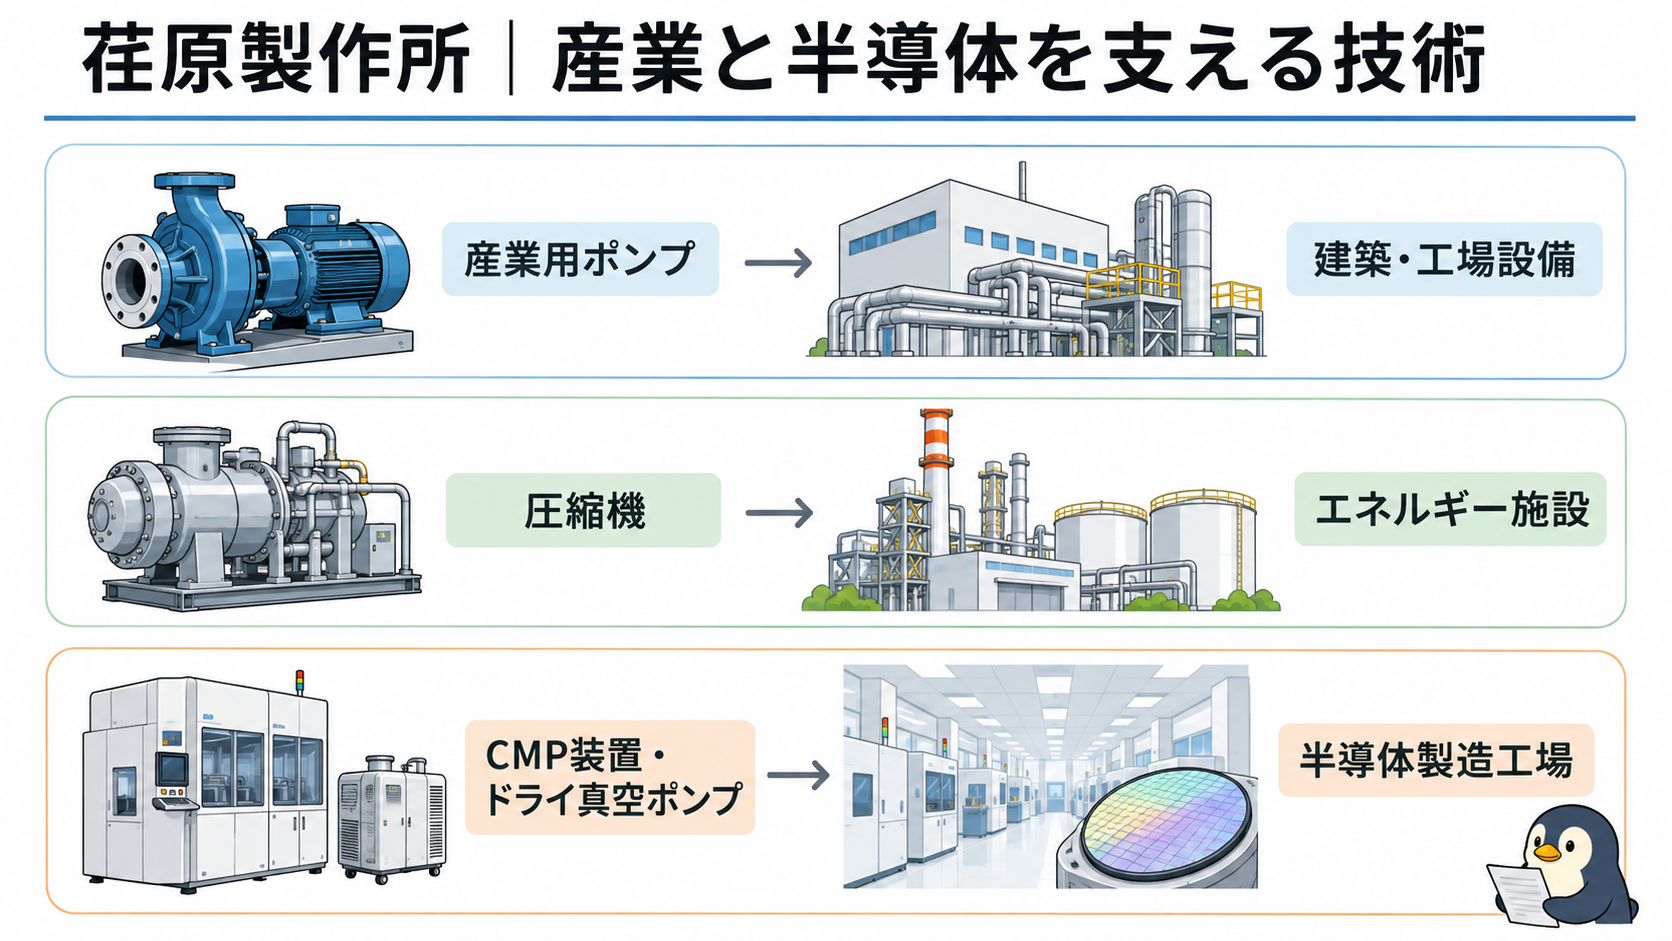 荏原製作所｜産業と半導体を支える技術
産業用ポンプ
建築・工場設備
圧縮機
エネルギー施設
CMP装置・
ドライ真空ポンプ
半導体製造工場